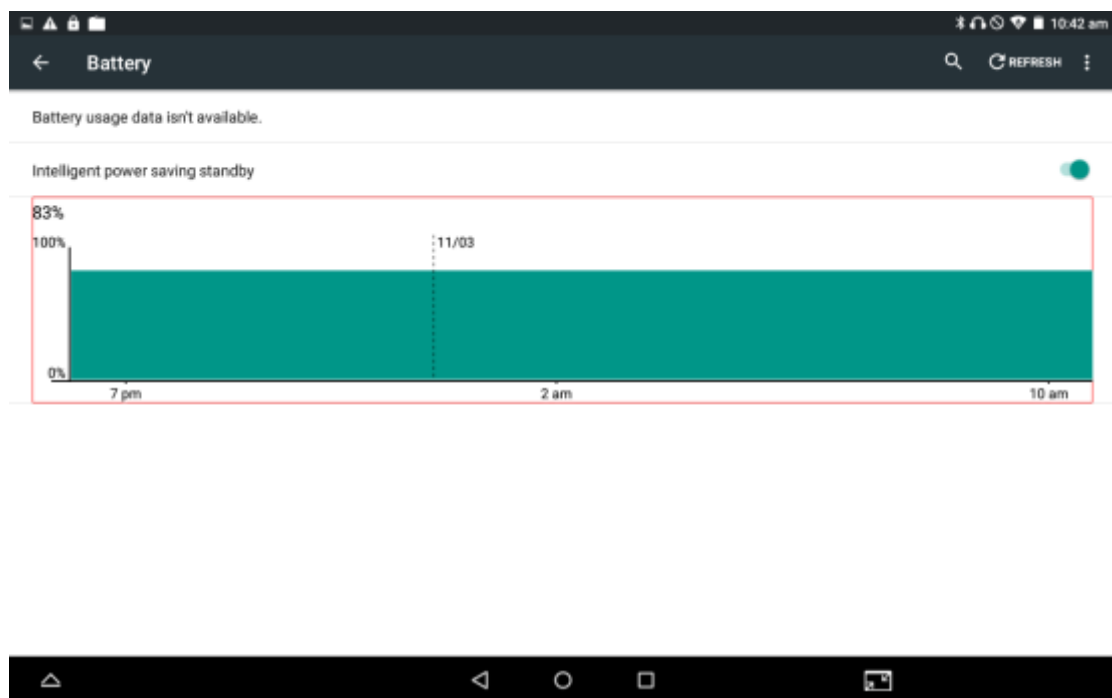 10:42 am
Battery
REFRESH
Battery usage data isn't available.
Intelligent power saving standby
83%
100%
11/03
0%
7 pm
2 am
10 am